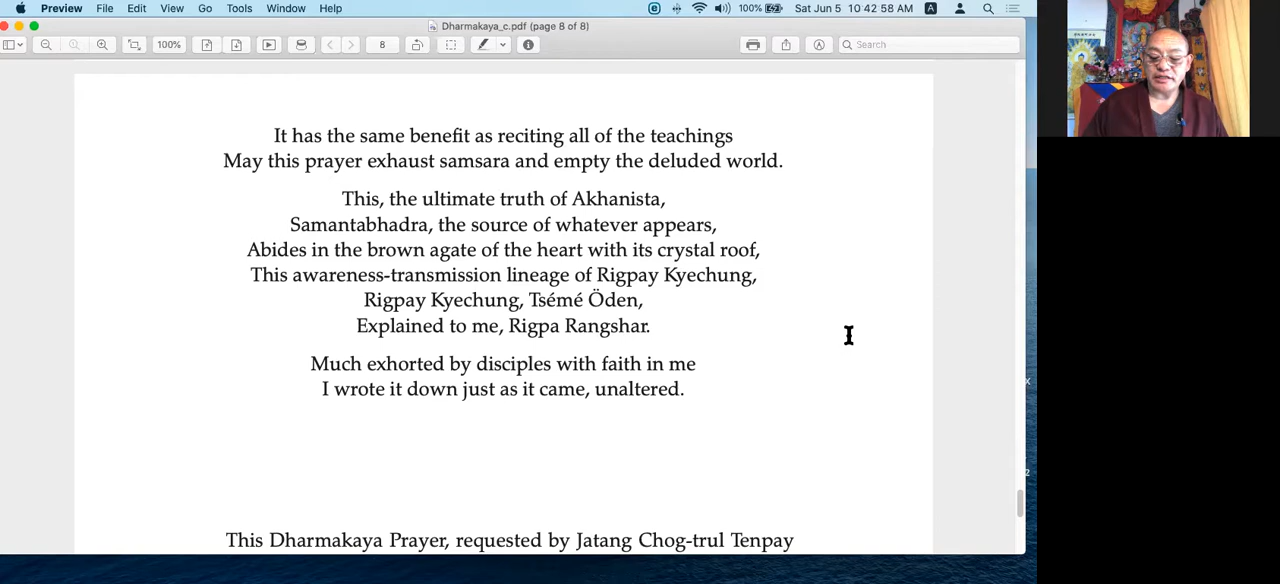 Preview File Edit View Go Tools Window Help 100% Sat Jun 5 10:42:58 AM A
Dharmakaya_c.pdf (page 8 of 8)
100% 8 Search
It has the same benefit as reciting all of the teachings
May this prayer exhaust samsara and empty the deluded world.
This, the ultimate truth of Akhanista,
Samantabhadra, the source of whatever appears,
Abides in the brown agate of the heart with its crystal roof,
This awareness-transmission lineage of Rigpay Kyechung,
Rigpay Kyechung, Tsémé Öden,
Explained to me, Rigpa Rangshar.
Much exhorted by disciples with faith in me
I wrote it down just as it came, unaltered.
This Dharmakaya Prayer, requested by Jatang Chog-trul Tenpay